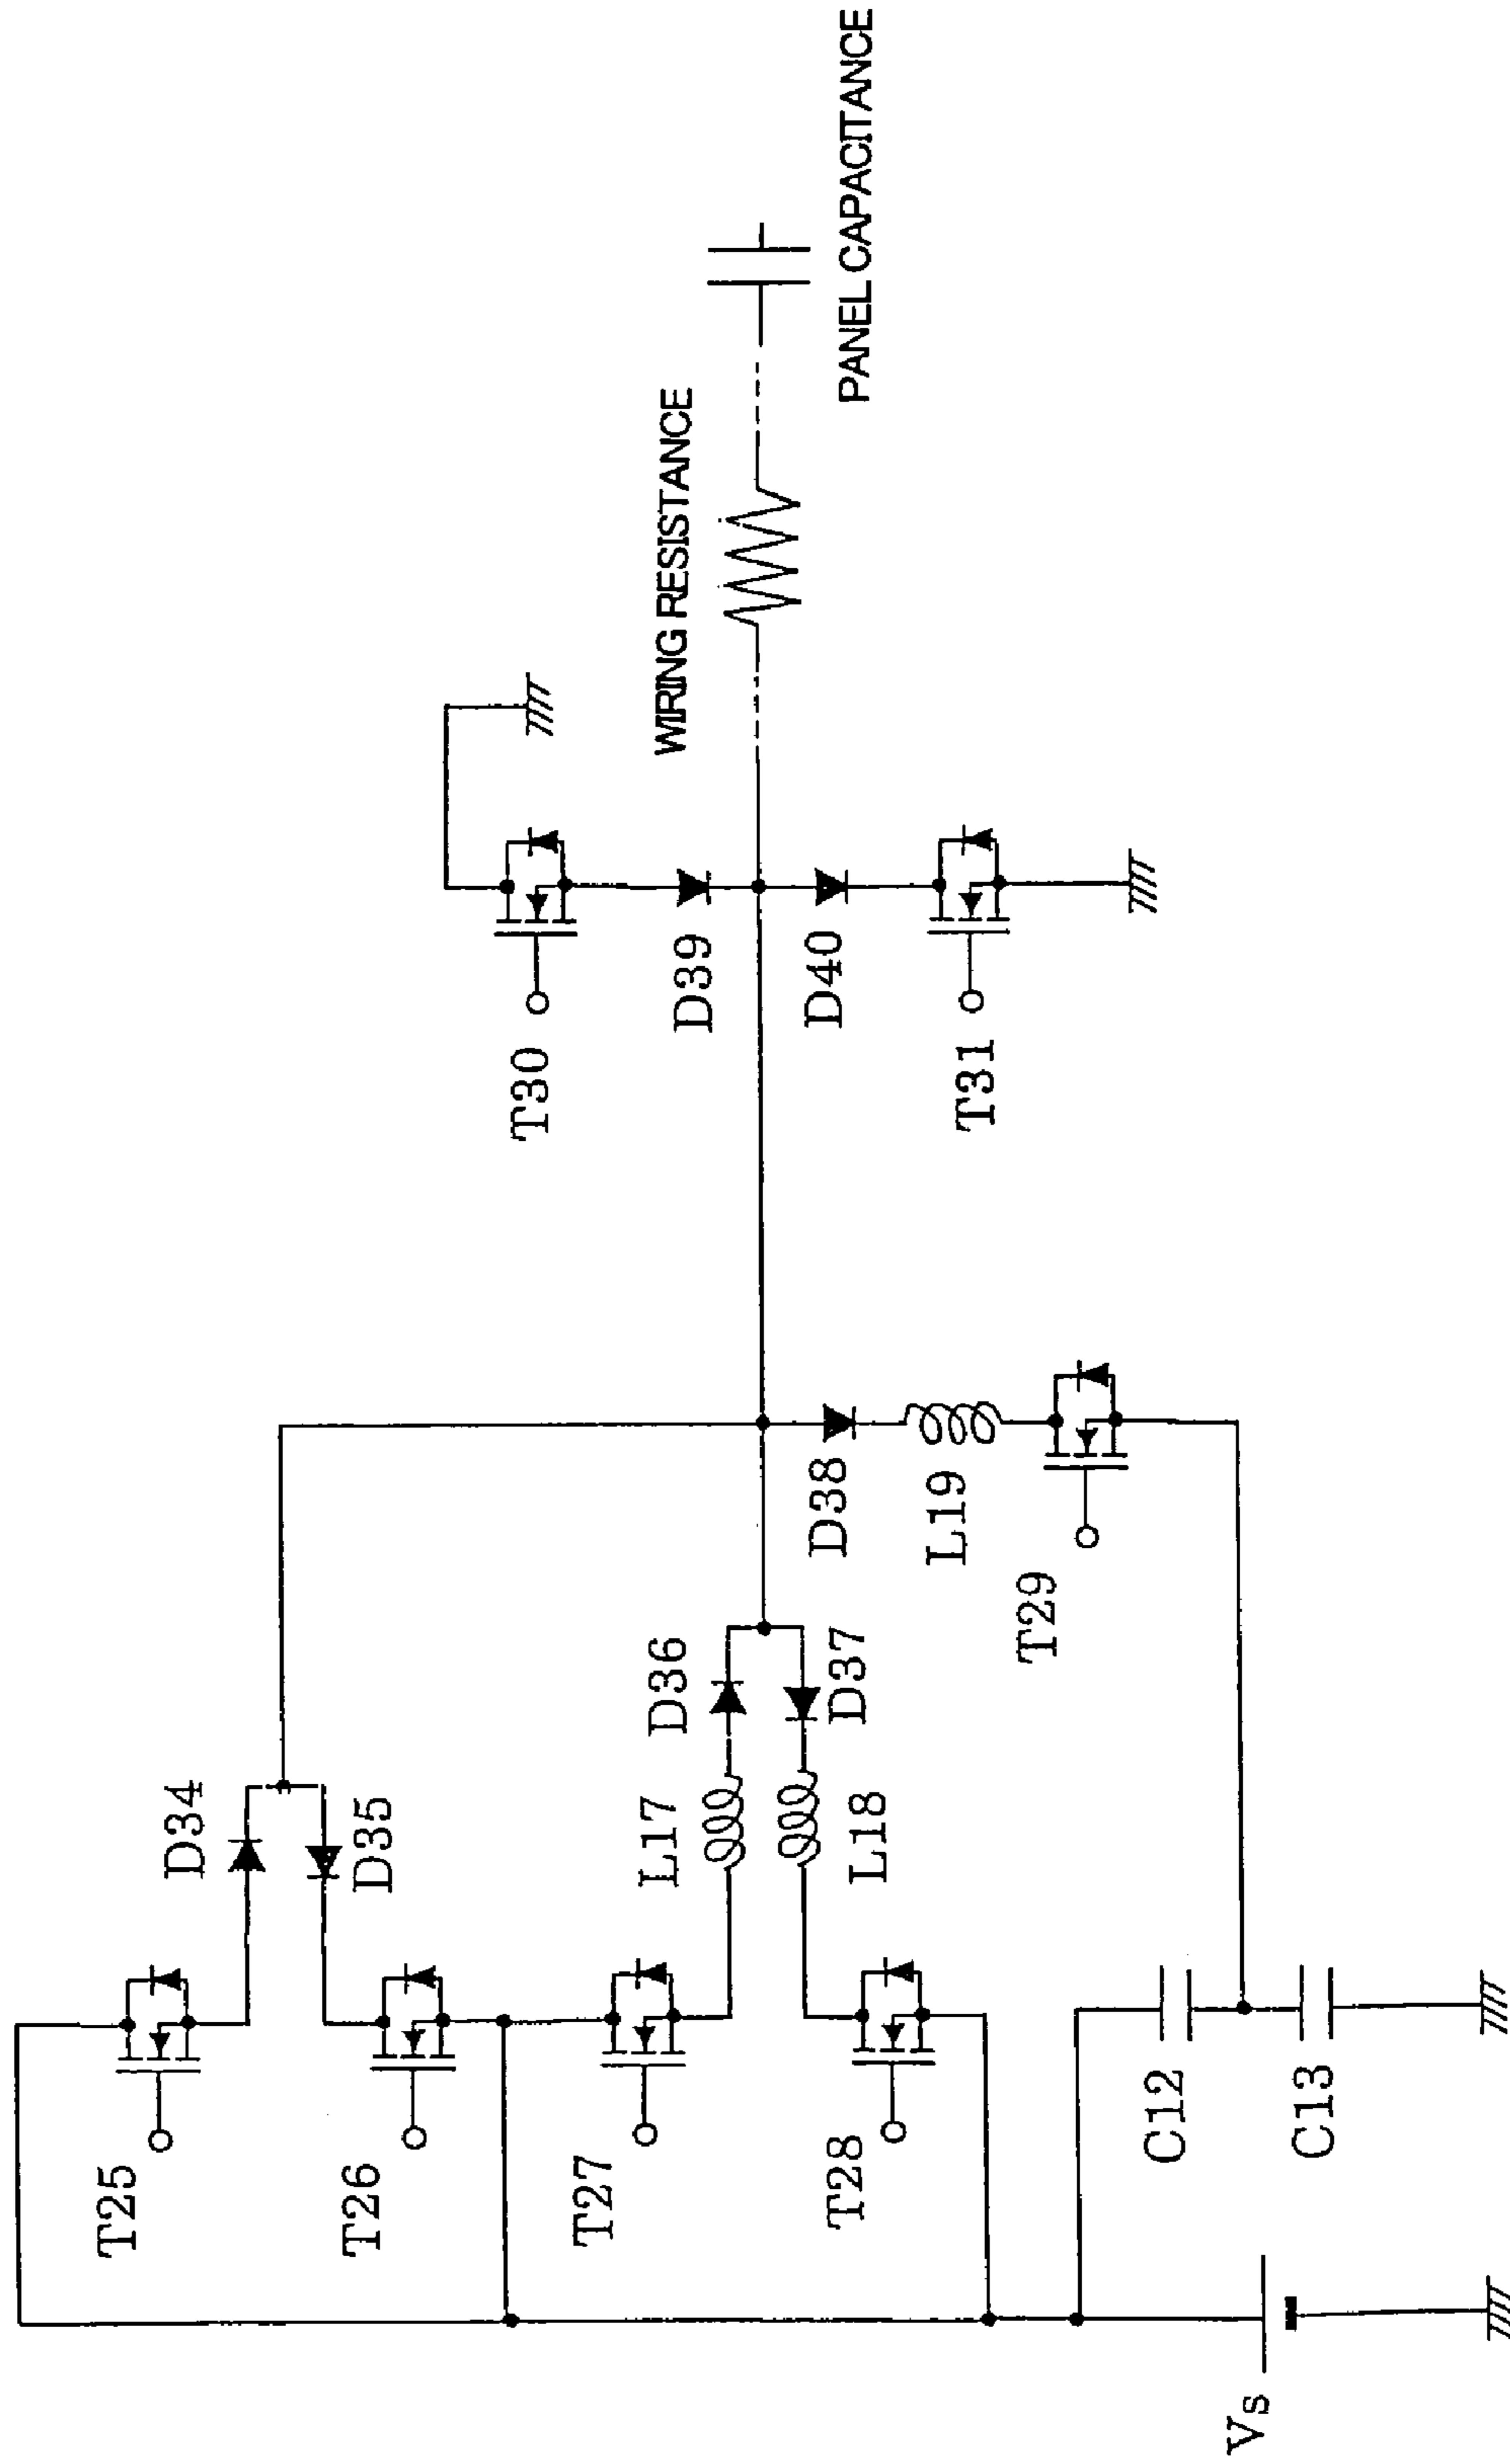 T25
D34
T26
D35
T27
L17
D36
T28
L18
D37
D38
L19
T29
C12
C13
Vs
T30
D39
D40
T31
WIRING RESISTANCE
PANEL CAPACITANCE